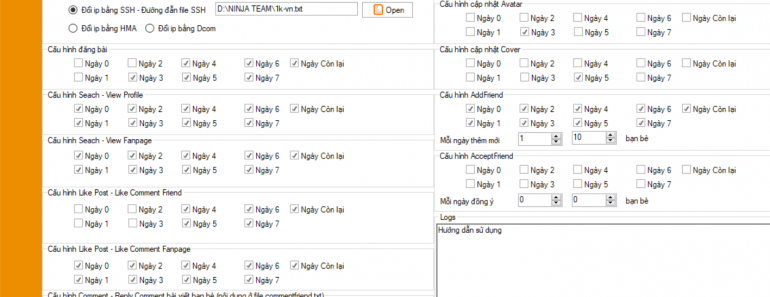 Đổi ip bằng SSH - Đường đẫn file SSH D:\NINJA TEAM\1k-vn.txt Open
Đổi ip bằng HMA Đổi ip bằng Dcom
Cấu hình đăng bài
Ngày 0 Ngày 2 Ngày 4 Ngày 6 Ngày Còn lại
Ngày 1 Ngày 3 Ngày 5 Ngày 7
Cấu hình Seach - View Profile
Ngày 0 Ngày 2 Ngày 4 Ngày 6 Ngày Còn lại
Ngày 1 Ngày 3 Ngày 5 Ngày 7
Cấu hình Seach - View Fanpage
Ngày 0 Ngày 2 Ngày 4 Ngày 6 Ngày Còn lại
Ngày 1 Ngày 3 Ngày 5 Ngày 7
Cấu hình Like Post - Like Comment Friend
Ngày 0 Ngày 2 Ngày 4 Ngày 6 Ngày Còn lại
Ngày 1 Ngày 3 Ngày 5 Ngày 7
Cấu hình Like Post - Like Comment Fanpage
Ngày 0 Ngày 2 Ngày 4 Ngày 6 Ngày Còn lại
Ngày 1 Ngày 3 Ngày 5 Ngày 7
Cấu hình Comment - Reply Comment bài viết bạn bè (nội dung ở file commentfriend.txt)
Cấu hình cập nhật Avatar
Ngày 0 Ngày 2 Ngày 4 Ngày 6 Ngày Còn lại
Ngày 1 Ngày 3 Ngày 5 Ngày 7
Cấu hình cập nhật Cover
Ngày 0 Ngày 2 Ngày 4 Ngày 6 Ngày Còn lại
Ngày 1 Ngày 3 Ngày 5 Ngày 7
Cấu hình AddFriend
Ngày 0 Ngày 2 Ngày 4 Ngày 6 Ngày Còn lại
Ngày 1 Ngày 3 Ngày 5 Ngày 7
Mỗi ngày thêm mới 1 10 bạn bè
Cấu hình AcceptFriend
Ngày 0 Ngày 2 Ngày 4 Ngày 6 Ngày Còn lại
Ngày 1 Ngày 3 Ngày 5 Ngày 7
Mỗi ngày đồng ý 0 0 bạn bè
Logs
Hướng dẫn sử dụng